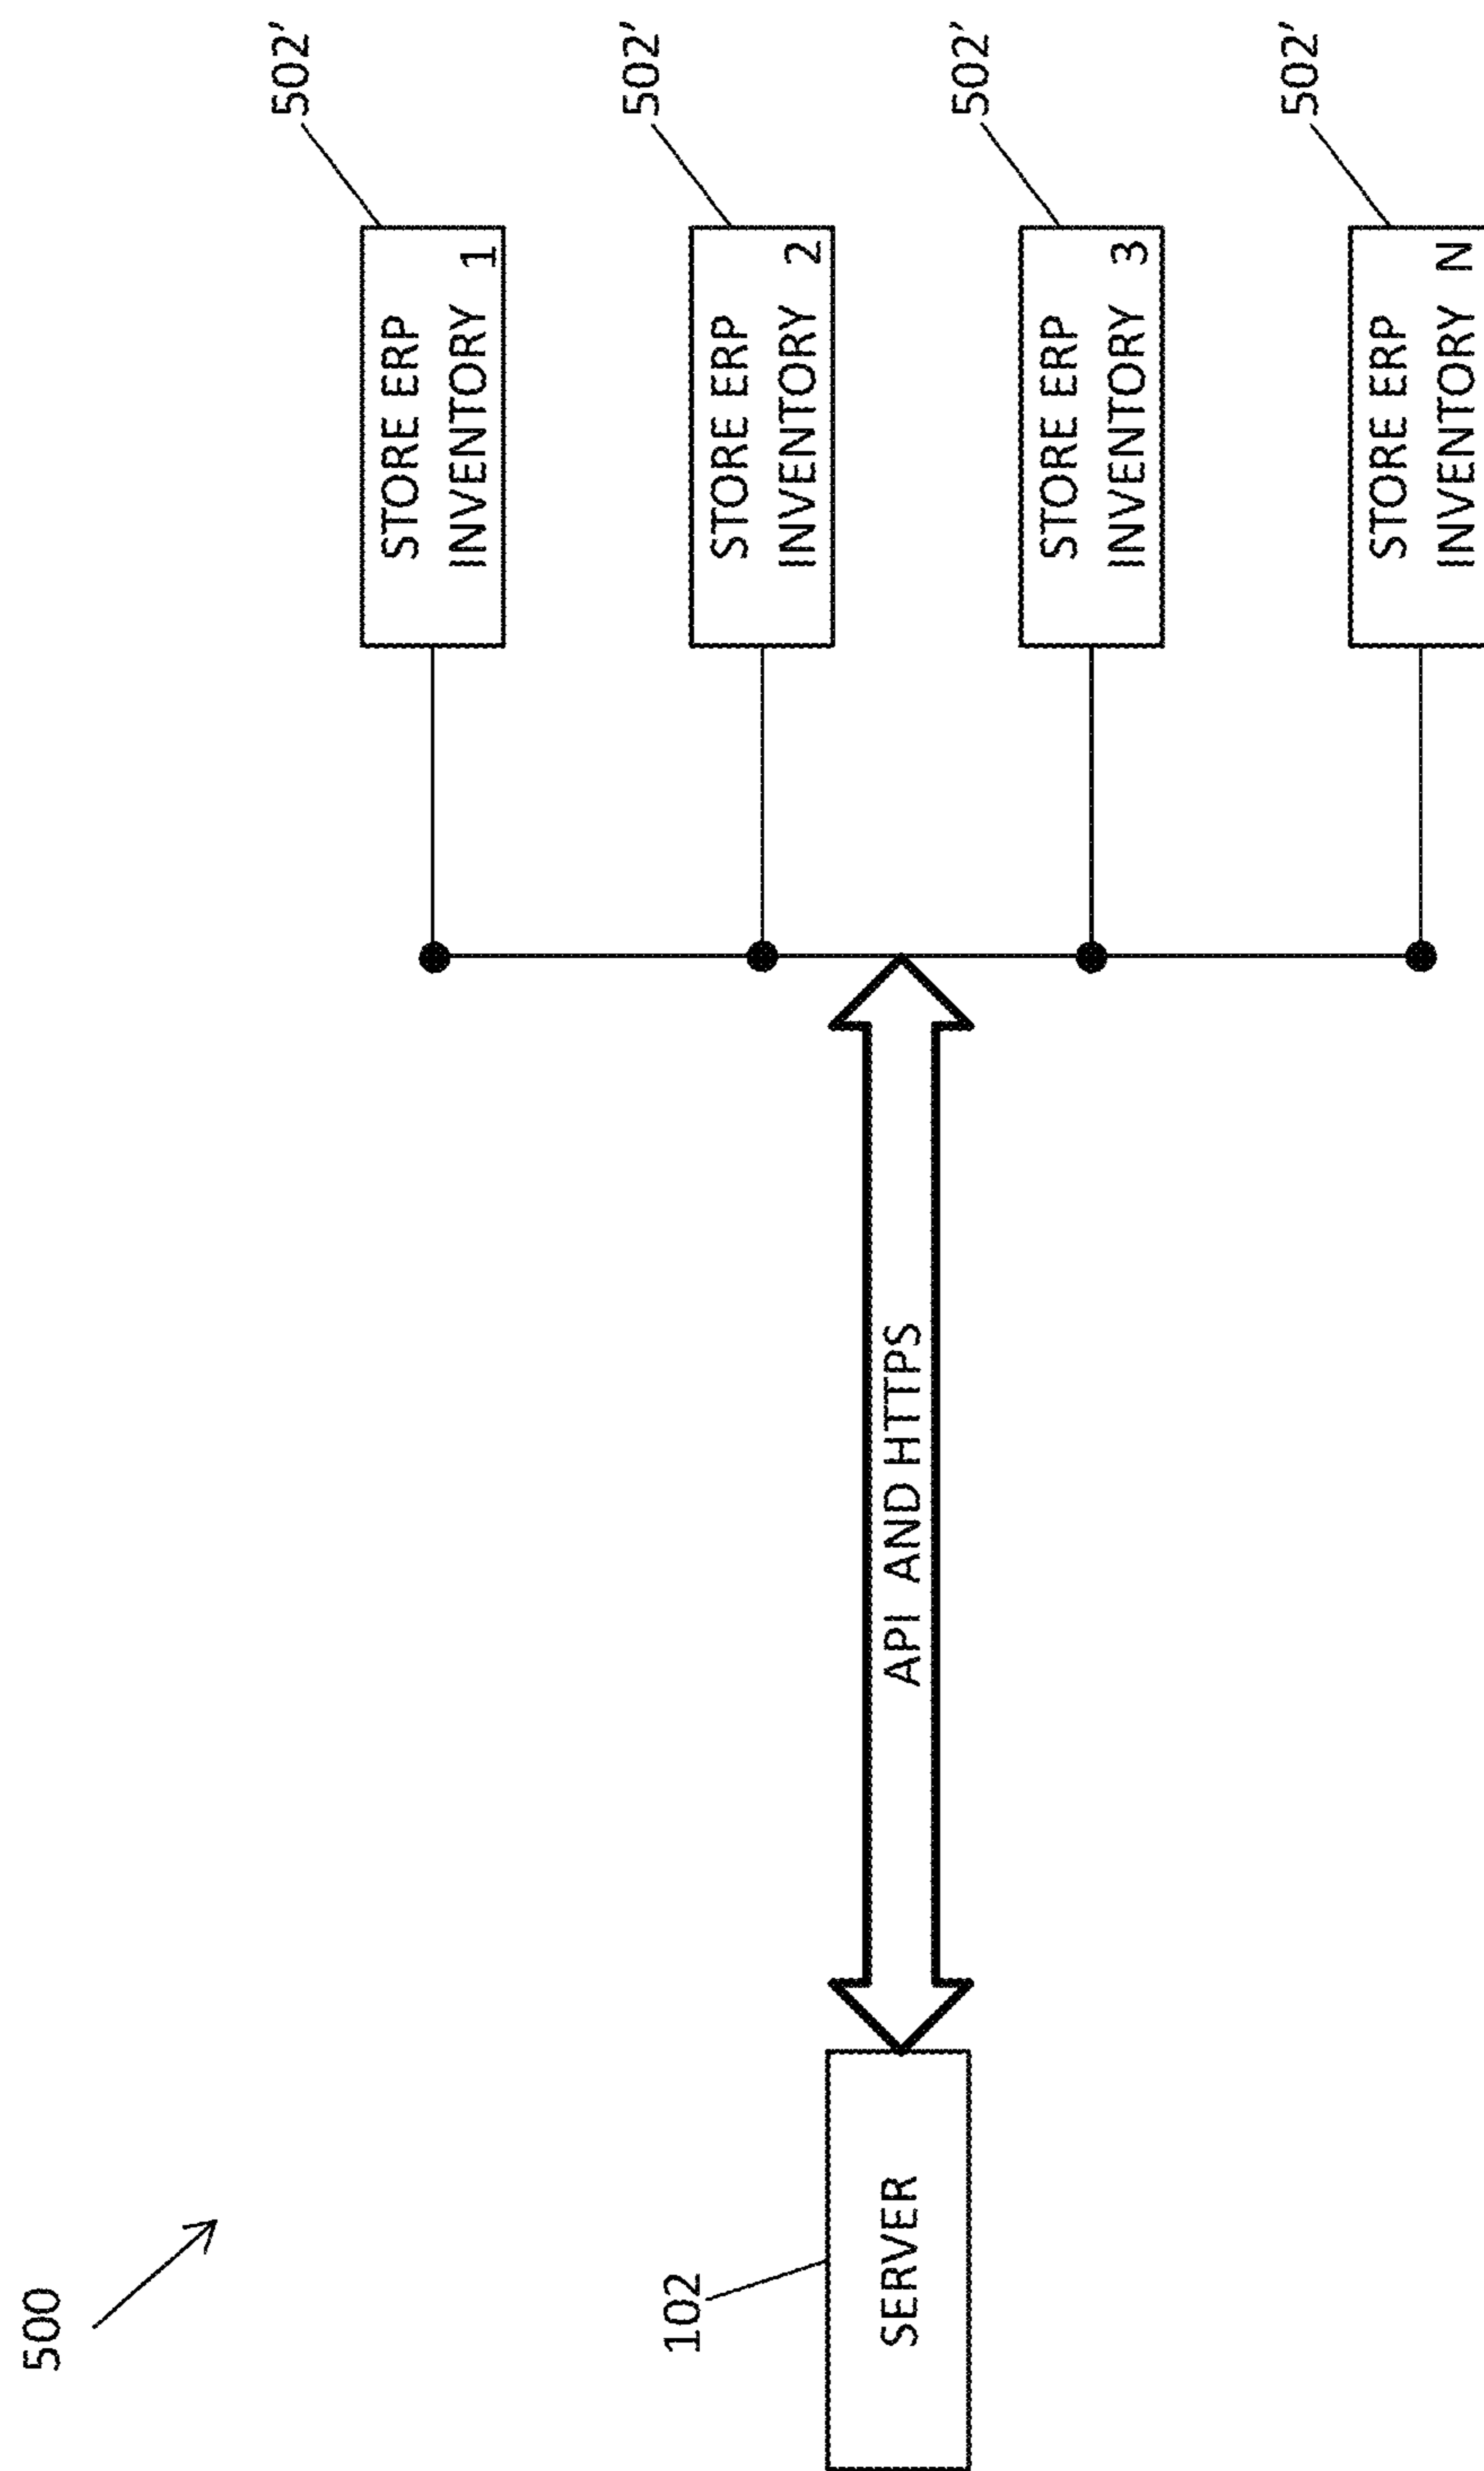 500
502'
STORE ERP
INVENTORY 1
502'
STORE ERP
INVENTORY 2
102
SERVER
API AND HTTPS
502'
STORE ERP
INVENTORY 3
502'
STORE ERP
INVENTORY N